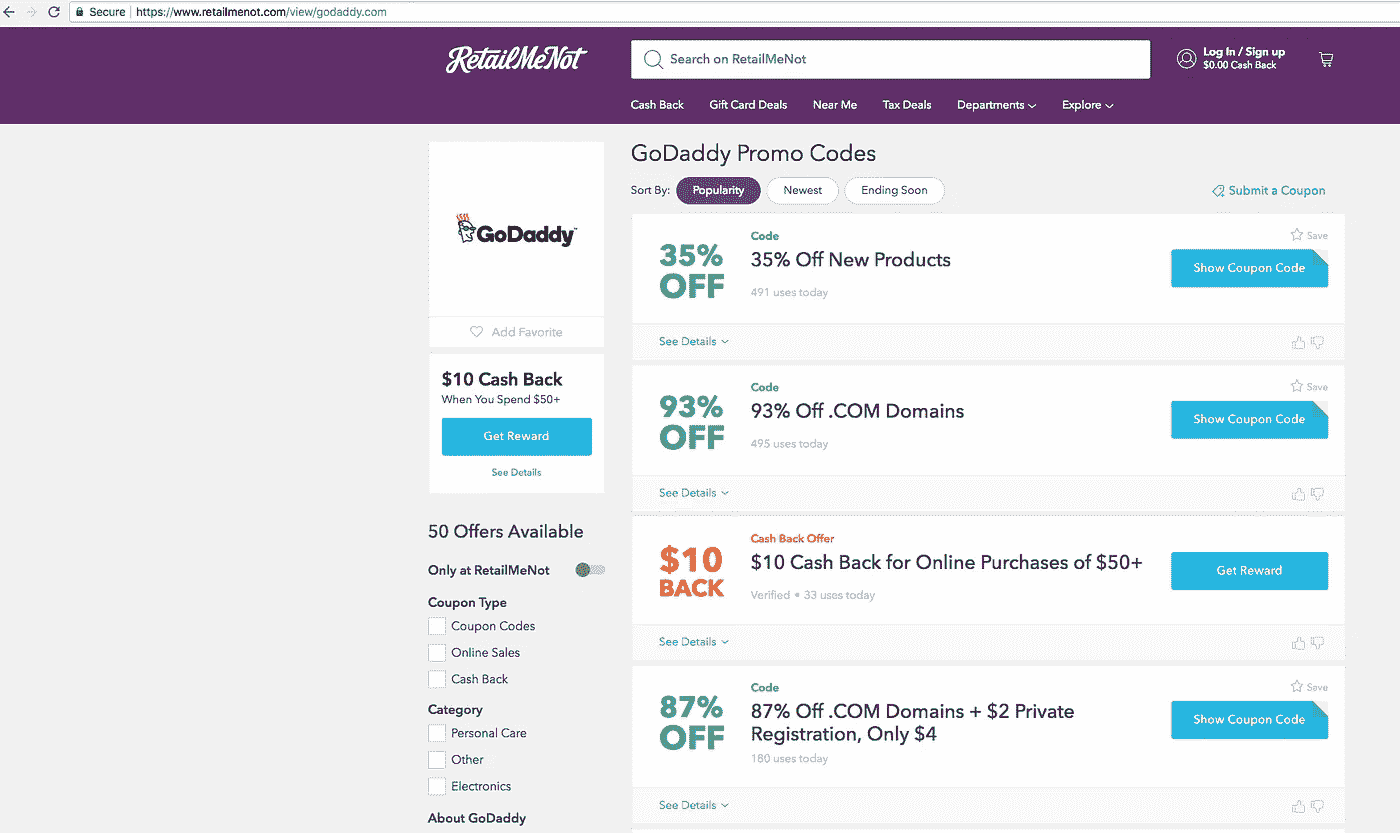 Secure https://www.retailmenot.com/view/godaddy.com
RetailMeNot
Search on RetailMeNot
Log In / Sign up
$0.00 Cash Back
Cash Back Gift Card Deals Near Me Tax Deals Departments Explore
GoDaddy
Add Favorite
$10 Cash Back
When You Spend $50+
Get Reward
See Details
50 Offers Available
Only at RetailMeNot
Coupon Type
Coupon Codes
Online Sales
Cash Back
Category
Personal Care
Other
Electronics
About GoDaddy
GoDaddy Promo Codes
Sort By: Popularity Newest Ending Soon
Submit a Coupon
35%
OFF
Code
35% Off New Products
491 uses today
Save
Show Coupon Code
See Details
93%
OFF
Code
93% Off .COM Domains
495 uses today
Save
Show Coupon Code
See Details
$10
BACK
Cash Back Offer
$10 Cash Back for Online Purchases of $50+
Verified • 33 uses today
Get Reward
See Details
87%
OFF
Code
87% Off .COM Domains + $2 Private
Registration, Only $4
180 uses today
Save
Show Coupon Code
See Details